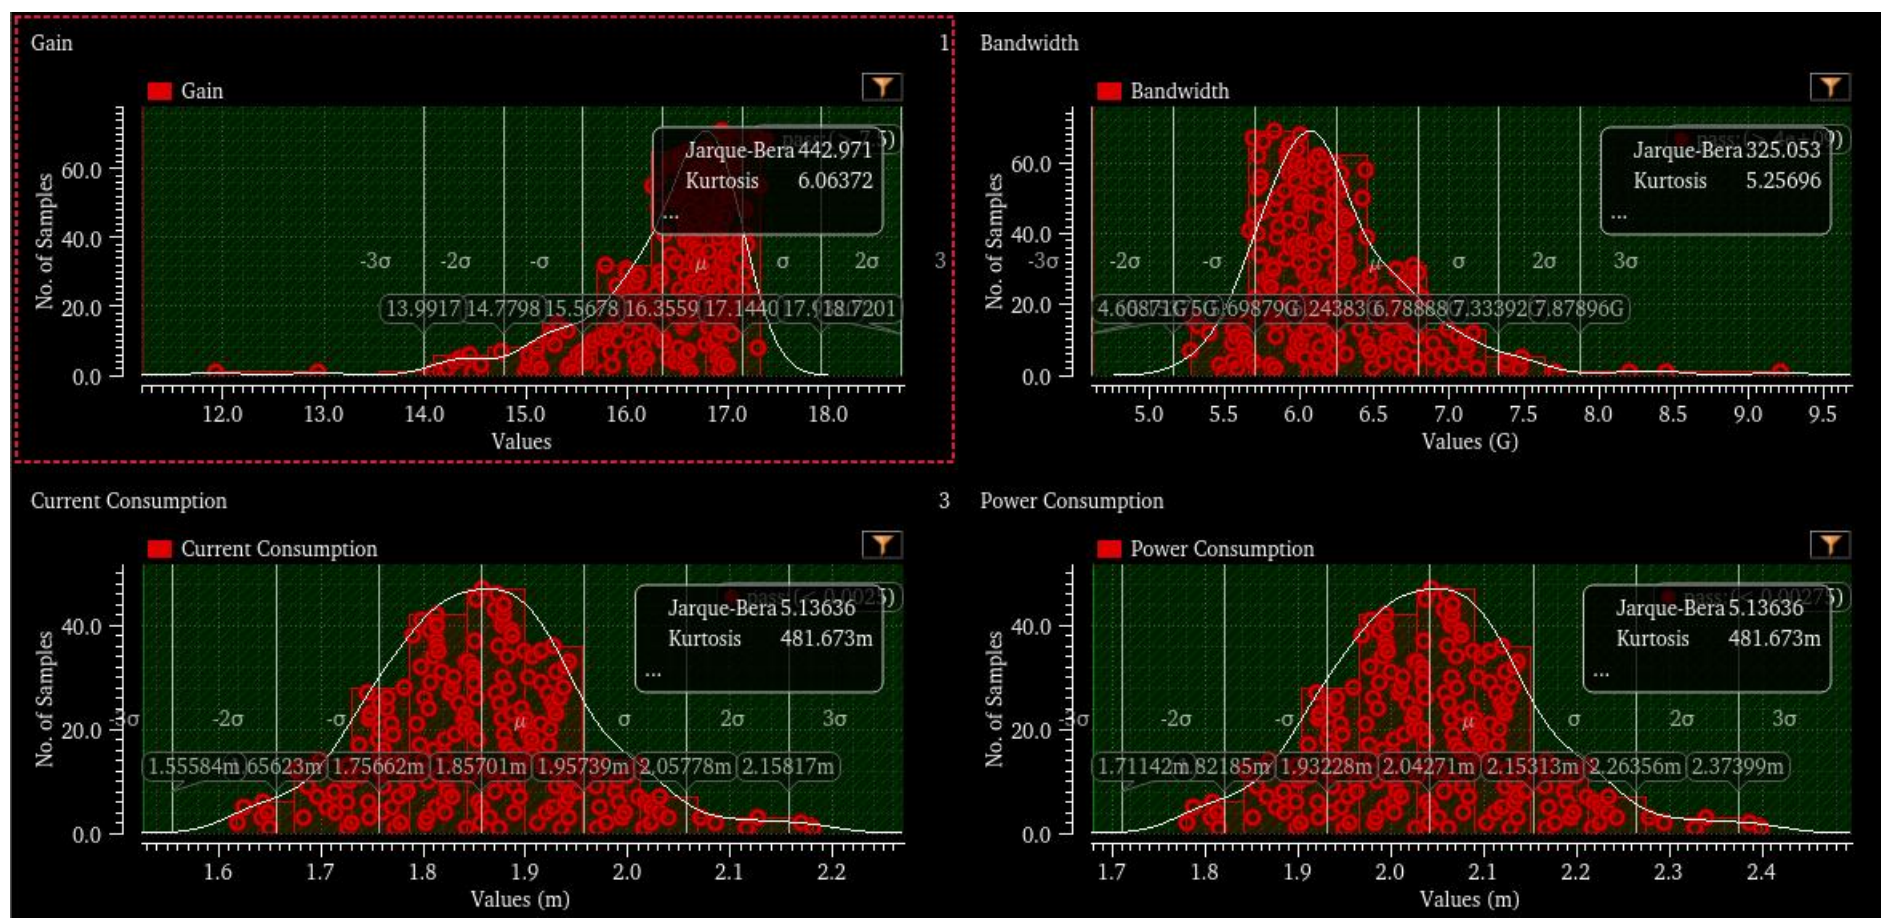 Gain 1
Gain
Jarque-Bera 442.971
Kurtosis 6.06372
...
No. of Samples
60.0
40.0
20.0
0.0
-3σ -2σ -σ μ σ 2σ 3
13.9917 14.7798 15.5678 16.3559 17.1440 18.7201
12.0 13.0 14.0 15.0 16.0 17.0 18.0
Values
Bandwidth
Bandwidth
Jarque-Bera 325.053
Kurtosis 5.25696
...
No. of Samples
60.0
40.0
20.0
0.0
-3σ -2σ -σ μ σ 2σ 3σ
6.78888 7.33392 7.87896G
5.0 5.5 6.0 6.5 7.0 7.5 8.0 8.5 9.0 9.5
Values (G)
Current Consumption 3
Current Consumption
Jarque-Bera 5.13636
Kurtosis 481.673m
...
No. of Samples
40.0
20.0
0.0
-3σ -2σ -σ μ σ 2σ 3σ
1.55584m 1.65623m 1.75662m 1.85701m 1.95739m 2.05778m 2.15817m
1.6 1.7 1.8 1.9 2.0 2.1 2.2
Values (m)
Power Consumption
Power Consumption
pass: (< 0.00275)
Jarque-Bera 5.13636
Kurtosis 481.673m
...
No. of Samples
40.0
20.0
0.0
-3σ -2σ -σ μ σ 2σ 3σ
1.71142m 1.82185m 1.93228m 2.04271m 2.15313m 2.26356m 2.37399m
1.7 1.8 1.9 2.0 2.1 2.2 2.3 2.4
Values (m)